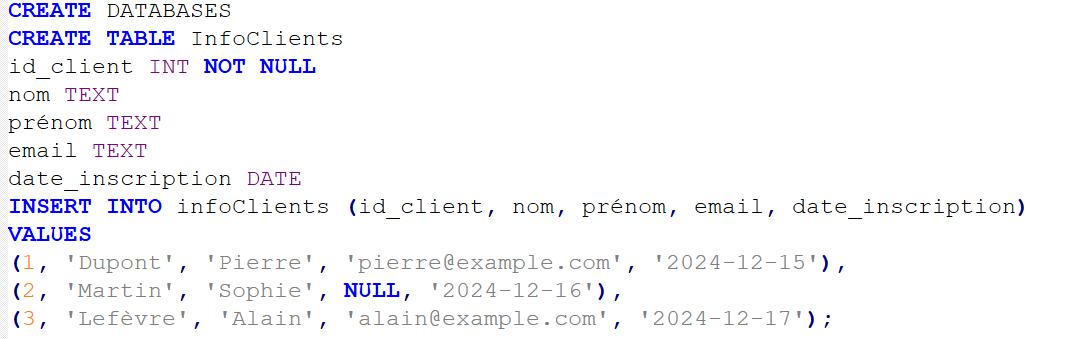 CREATE DATABASES
CREATE TABLE InfoClients
id_client INT NOT NULL
nom TEXT
prénom TEXT
email TEXT
date_inscription DATE
INSERT INTO infoClients (id_client, nom, prénom, email, date_inscription)
VALUES
(1, 'Dupont', 'Pierre', 'pierre@example.com', '2024-12-15'),
(2, 'Martin', 'Sophie', NULL, '2024-12-16'),
(3, 'Lefèvre', 'Alain', 'alain@example.com', '2024-12-17');